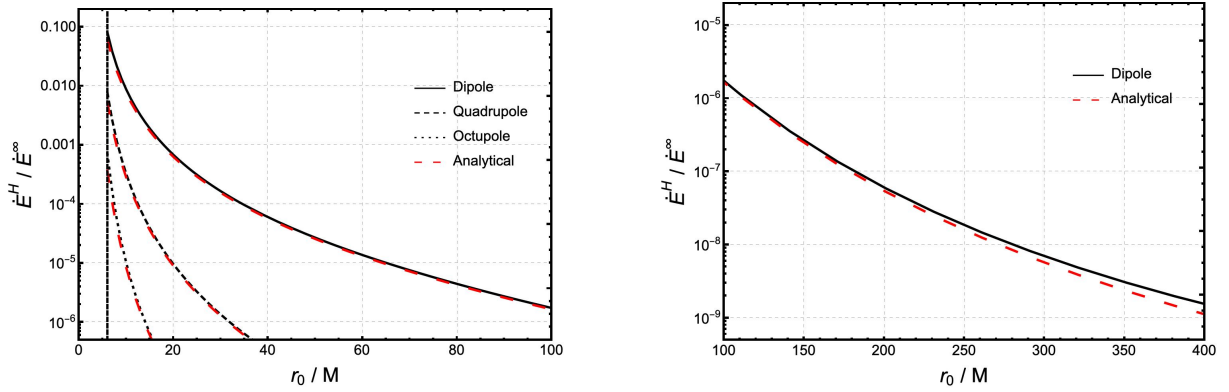 0.100
0.010
0.001
10⁻⁴
10⁻⁵
10⁻⁶
Ė^H / Ė^∞
Dipole
Quadrupole
Octupole
Analytical
0 20 40 60 80 100
r₀ / M
10⁻⁵
10⁻⁶
10⁻⁷
10⁻⁸
10⁻⁹
Ė^H / Ė^∞
Dipole
Analytical
100 150 200 250 300 350 400
r₀ / M